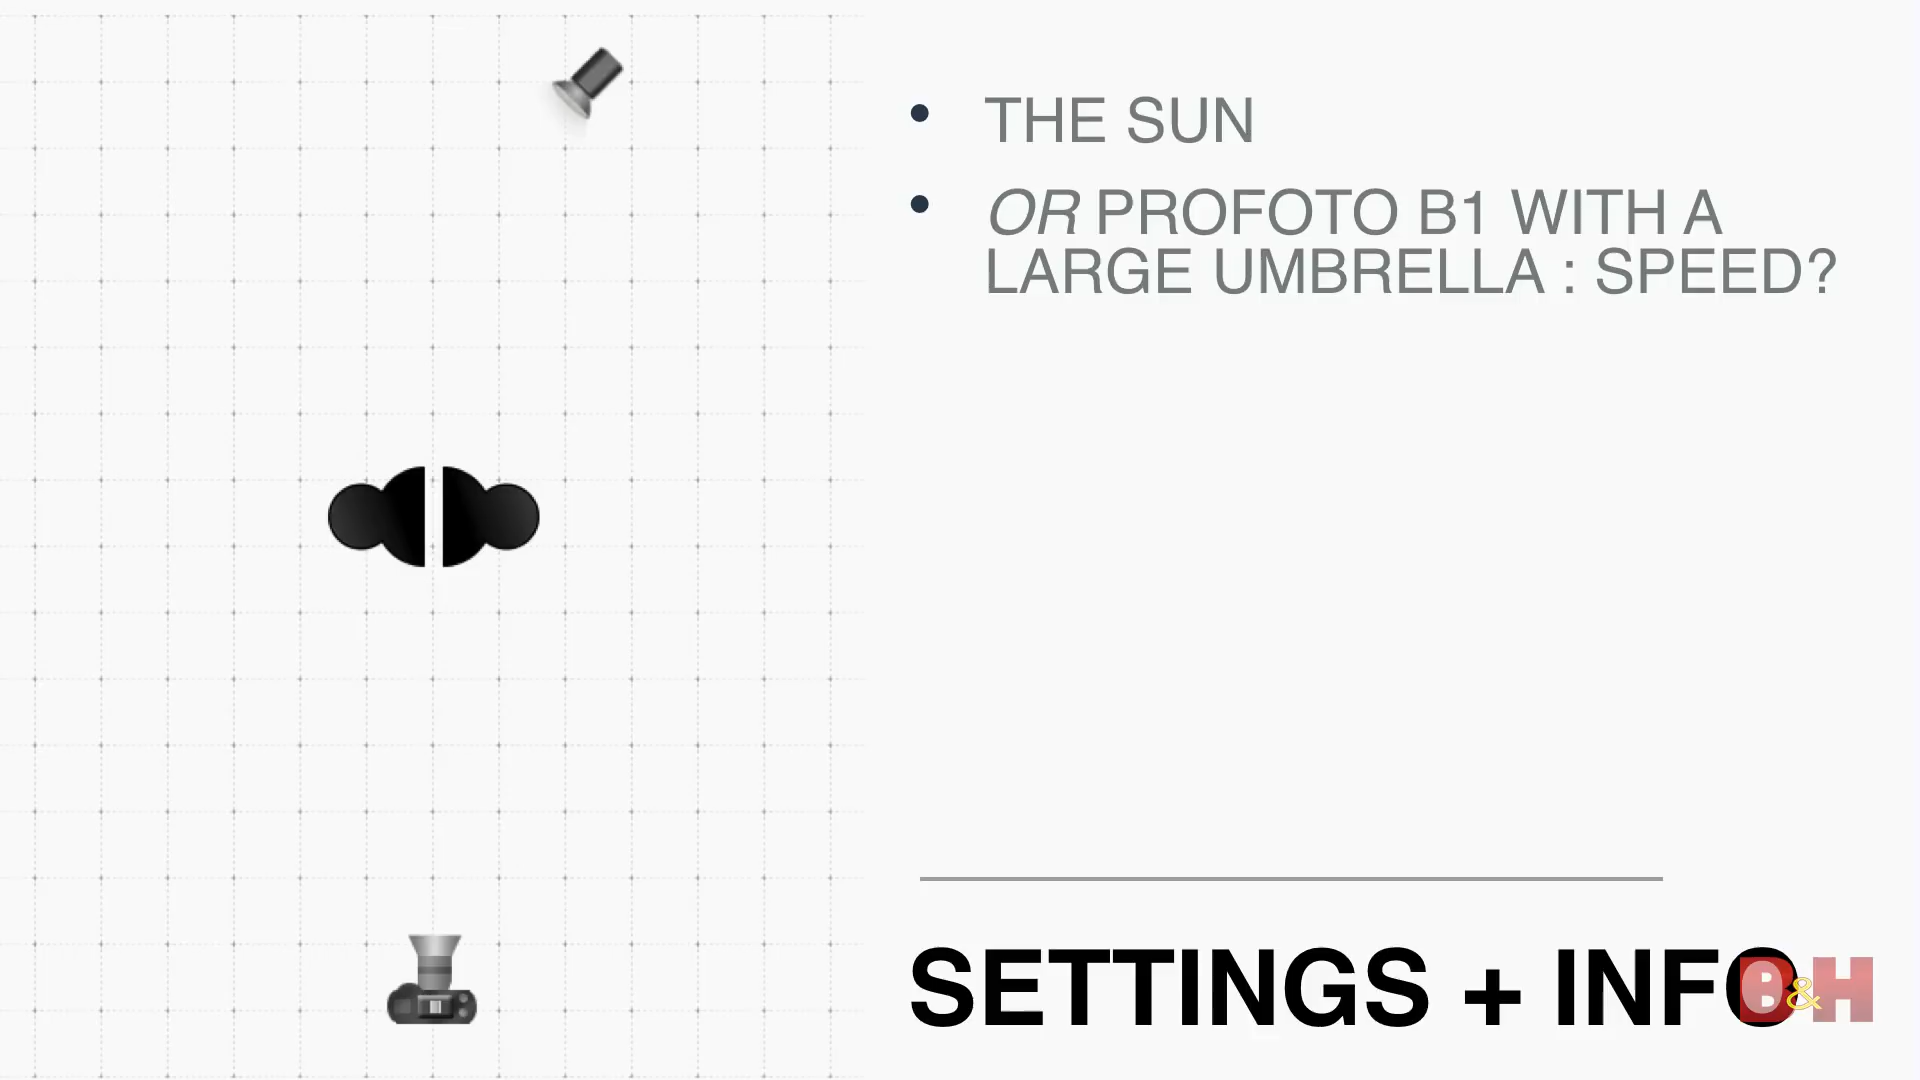 • THE SUN
• OR PROFOTO B1 WITH A
LARGE UMBRELLA : SPEED?
SETTINGS + INFO
B&H